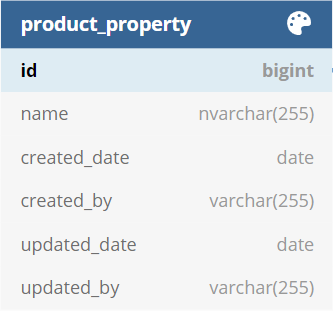 product_property
id bigint
name nvarchar(255)
created_date date
created_by varchar(255)
updated_date date
updated_by varchar(255)